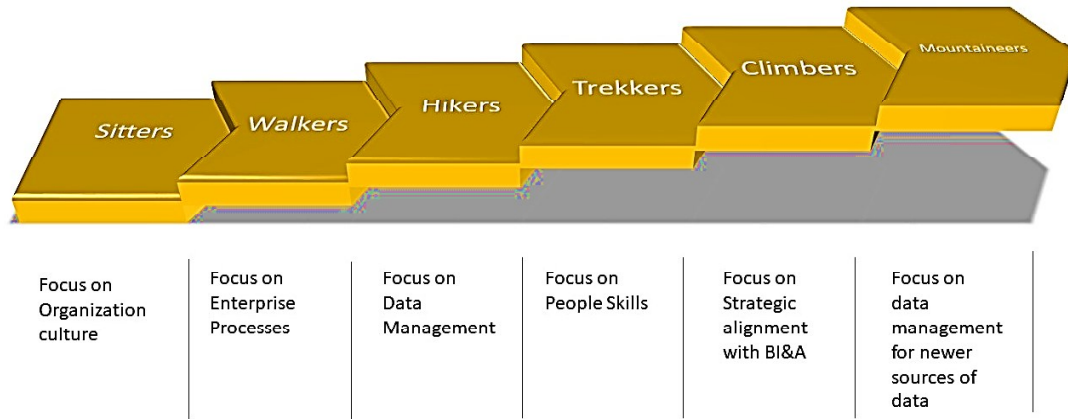 Sitters
Walkers
Hikers
Trekkers
Climbers
Mountaineers
Focus on
Organization
culture
Focus on
Enterprise
Processes
Focus on
Data
Management
Focus on
People Skills
Focus on
Strategic
alignment
with BI&A
Focus on
data
management
for newer
sources of
data